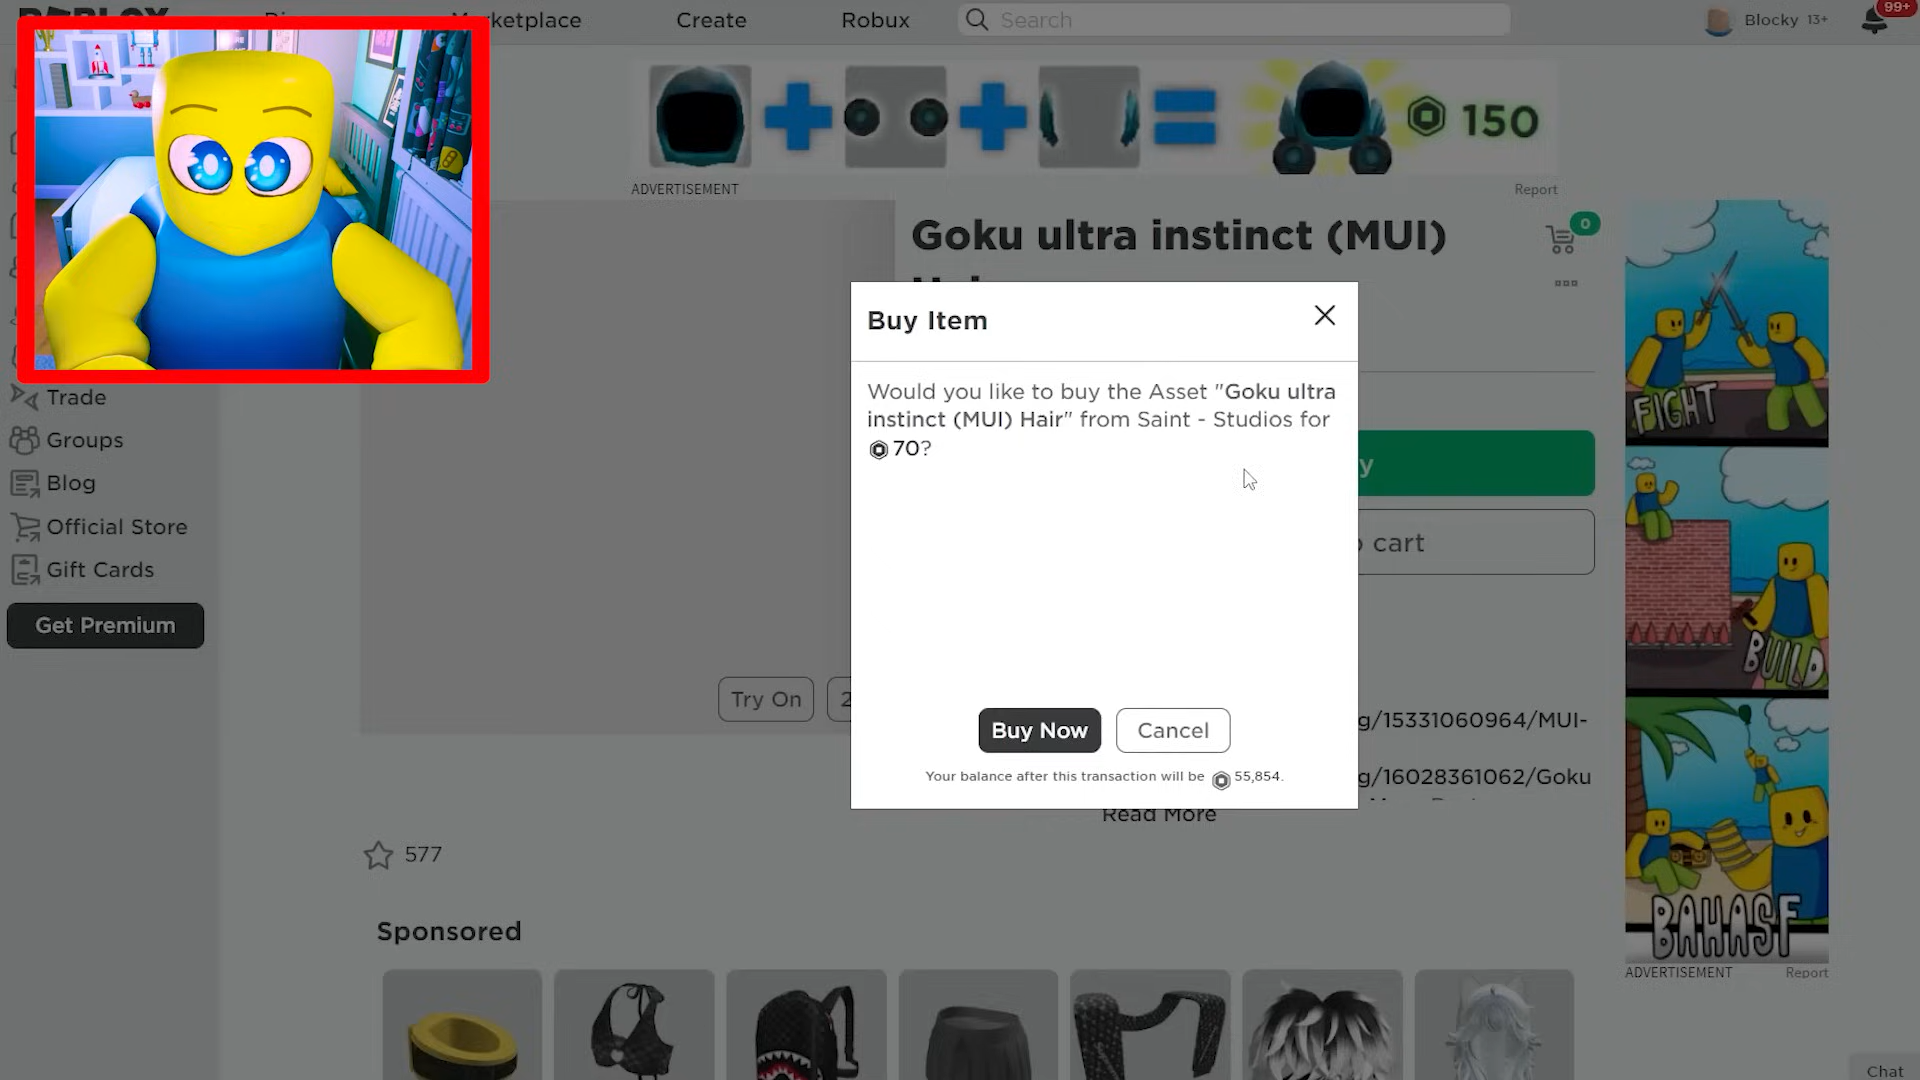 Marketplace
Create
Robux
Search
Blocky 13+
99+
150
ADVERTISEMENT
Report
Goku ultra instinct (MUI)
0
Buy Item
Would you like to buy the Asset "Goku ultra
instinct (MUI) Hair" from Saint - Studios for
70?
Buy Now
Cancel
Your balance after this transaction will be 55,854.
cart
g/15331060964/MUI-
g/16028361062/Goku
Read More
Trade
Groups
Blog
Official Store
Gift Cards
Get Premium
Try On
577
Sponsored
FIGHT
BUILD
BAHASF
ADVERTISEMENT
Report
Chat